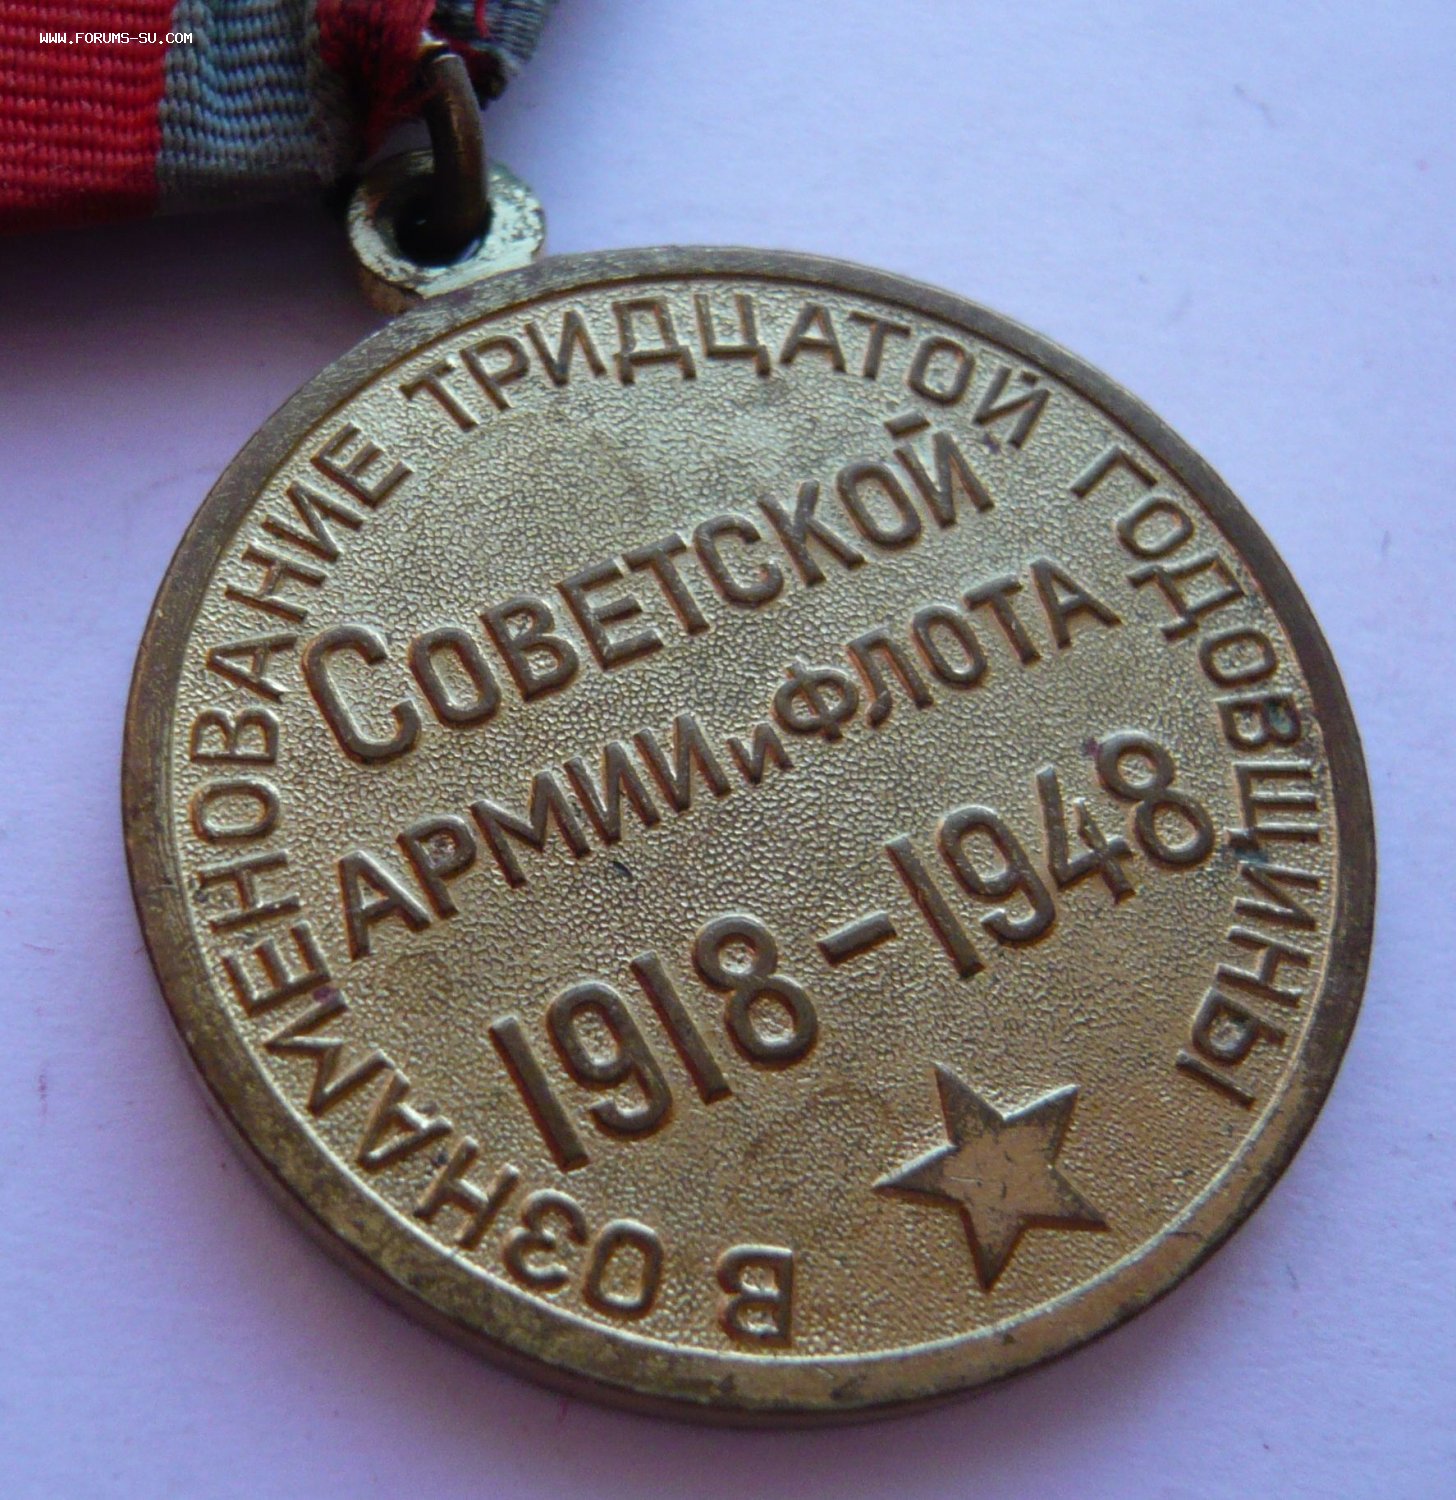 WWW.FORUMS-SU.COM
В ОЗНАМЕНОВАНИЕ ТРИДЦАТОЙ ГОДОВЩИНЫ
СОВЕТСКОЙ
АРМИИ и ФЛОТА
1918-1948